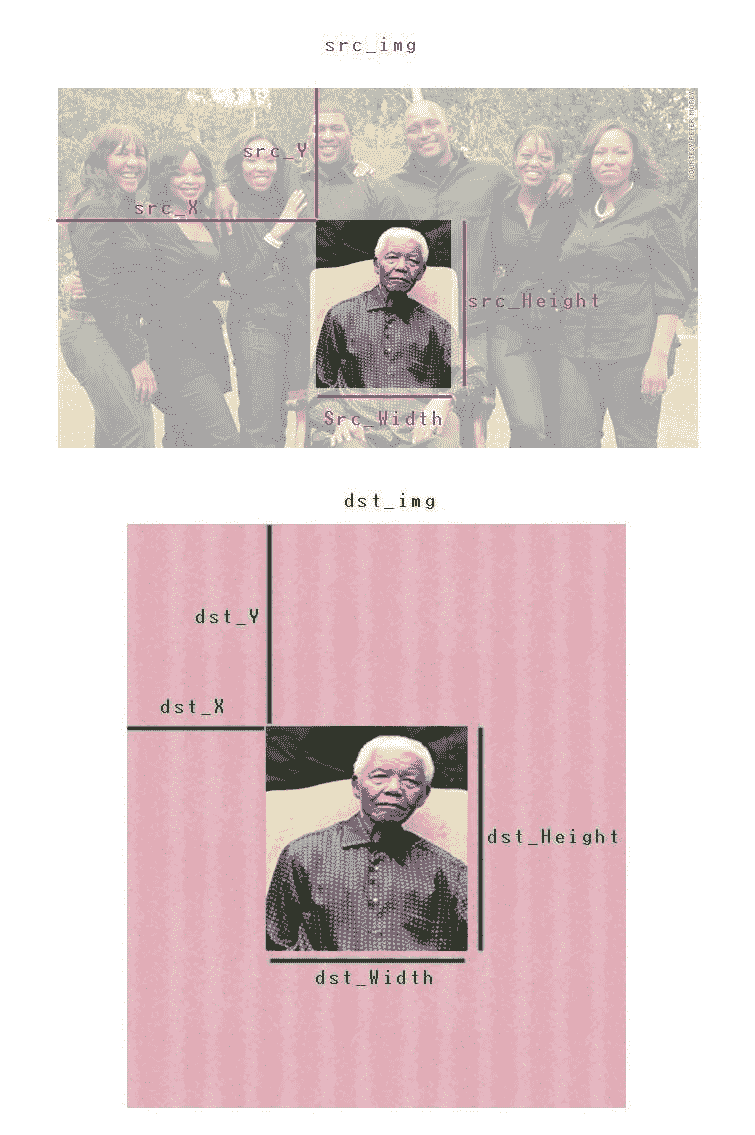 src_img
src_Y
src_X
src_Height
Src_Width
dst_img
dst_Y
dst_X
dst_Height
dst_Width